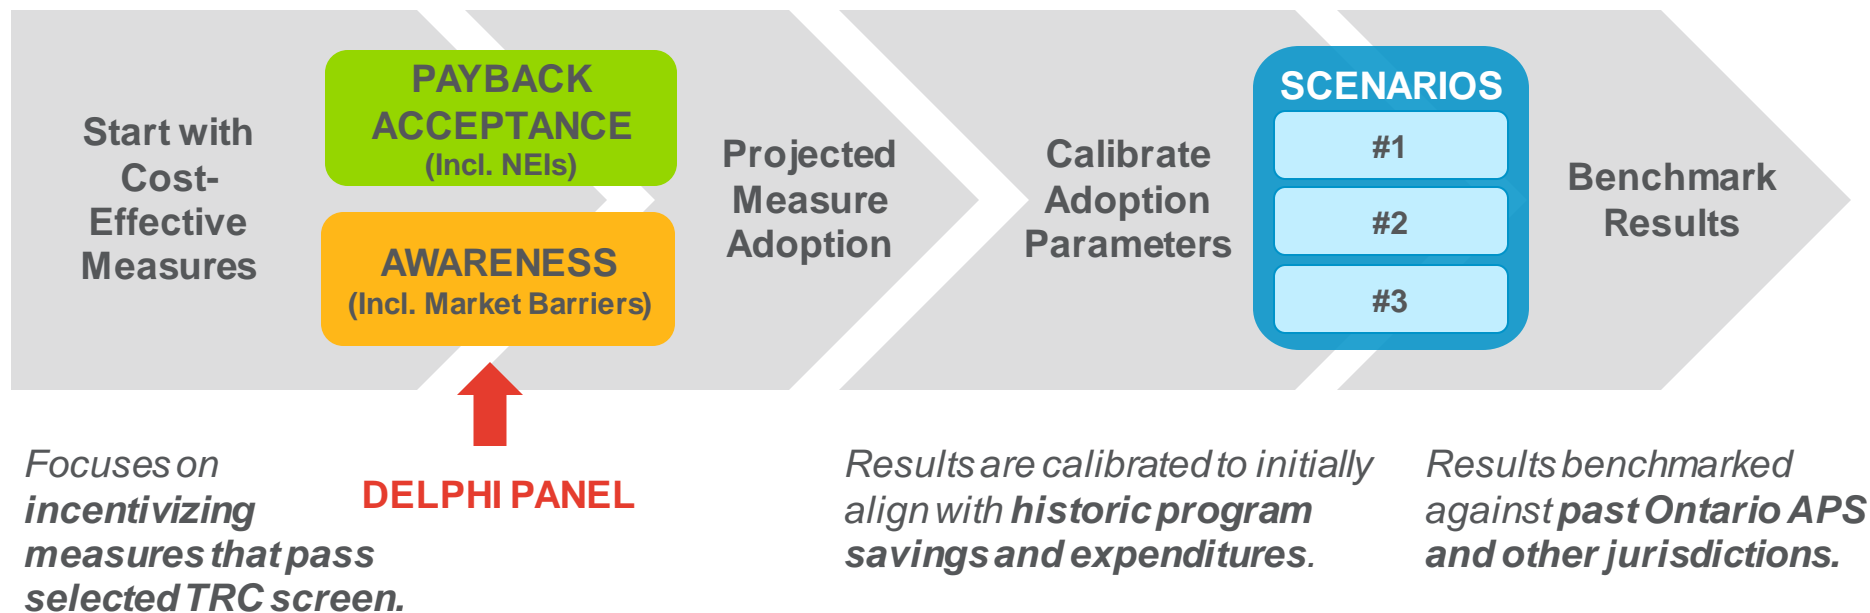 Start with
Cost-
Effective
Measures
PAYBACK
ACCEPTANCE
(Incl. NEIs)
AWARENESS
(Incl. Market Barriers)
Projected
Measure
Adoption
Calibrate
Adoption
Parameters
SCENARIOS
#1
#2
#3
Benchmark
Results
Focuses on
incentivizing
measures that pass
selected TRC screen.
DELPHI PANEL
Results are calibrated to initially
align with historic program
savings and expenditures.
Results benchmarked
against past Ontario APS
and other jurisdictions.